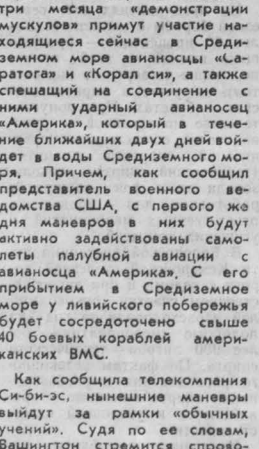 три месяца «демонстрации
мускулов» примут участие на-
ходящиеся сейчас в Среди-
земном море авианосцы «Са-
ратога» и «Корал си», а также
спешащий на соединение с
ними ударный авианосец
«Америка», который в тече-
ние ближайших двух дней вой-
дет в воды Средиземного мо-
ря. Причем, как сообщил
представитель военного ве-
домства США, с первого же
дня маневров в них будут
активно задействованы само-
леты палубной авиации с
авианосца «Америка». С его
прибытием в Средиземное
море у ливийского побережья
будет сосредоточено свыше
40 боевых кораблей амери-
канских ВМС.
Как сообщила телекомпания
Си-би-эс, нынешние маневры
выйдут за рамки «обычных
учений». Судя по ее словам,
Вашингтон стремится спрово-